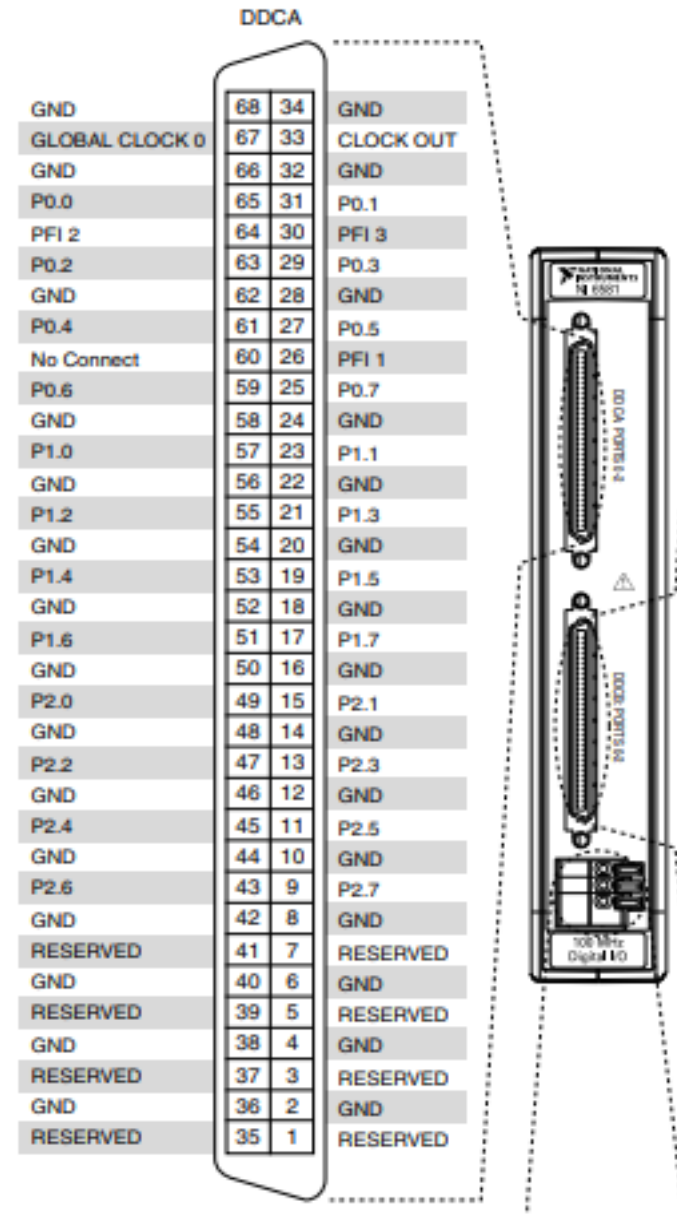 DDCA
GND 68 34 GND
GLOBAL CLOCK 0 67 33 CLOCK OUT
GND 66 32 GND
P0.0 65 31 P0.1
PFI 2 64 30 PFI 3
P0.2 63 29 P0.3
GND 62 28 GND
P0.4 61 27 P0.5
No Connect 60 26 PFI 1
P0.6 59 25 P0.7
GND 58 24 GND
P1.0 57 23 P1.1
GND 56 22 GND
P1.2 55 21 P1.3
GND 54 20 GND
P1.4 53 19 P1.5
GND 52 18 GND
P1.6 51 17 P1.7
GND 50 16 GND
P2.0 49 15 P2.1
GND 48 14 GND
P2.2 47 13 P2.3
GND 46 12 GND
P2.4 45 11 P2.5
GND 44 10 GND
P2.6 43 9 P2.7
GND 42 8 GND
RESERVED 41 7 RESERVED
GND 40 6 GND
RESERVED 39 5 RESERVED
GND 38 4 GND
RESERVED 37 3 RESERVED
GND 36 2 GND
RESERVED 35 1 RESERVED
NATIONAL
INSTRUMENTS
NI 6581
DDCA PORTS
DDCB PORTS
100 MHz
Digital I/O